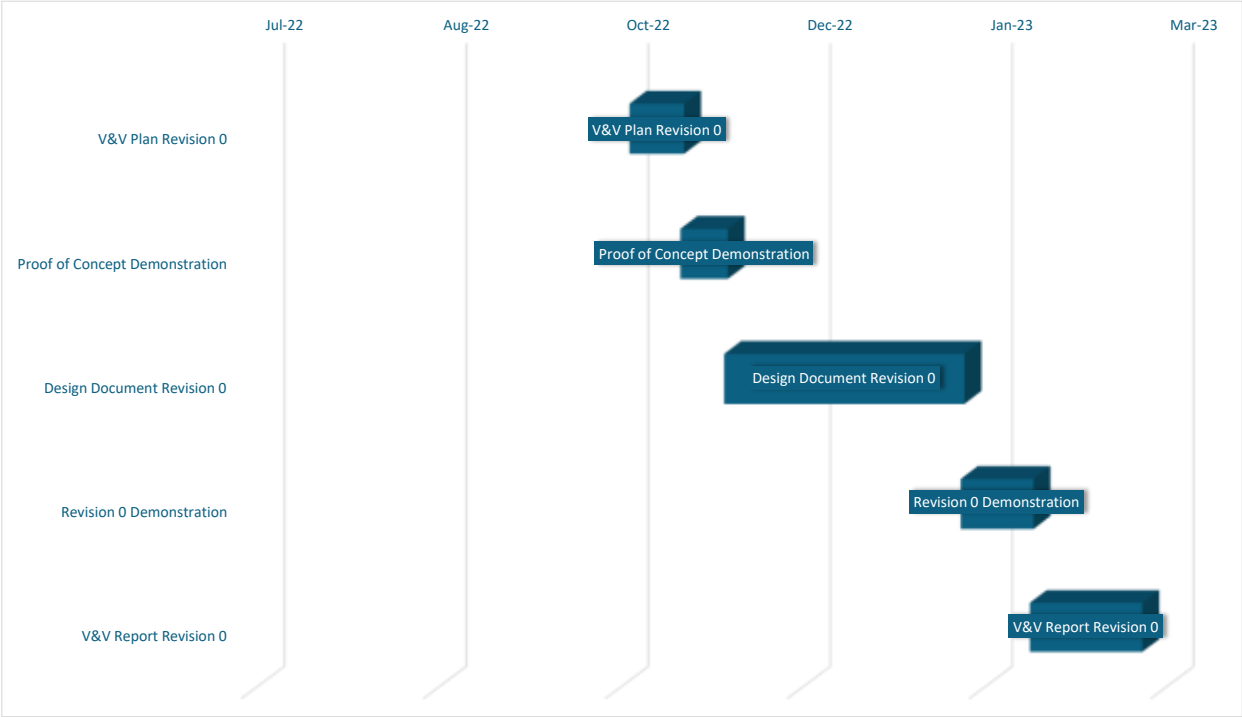 Jul-22 Aug-22 Oct-22 Dec-22 Jan-23 Mar-23
V&V Plan Revision 0
V&V Plan Revision 0
Proof of Concept Demonstration
Proof of Concept Demonstration
Design Document Revision 0
Design Document Revision 0
Revision 0 Demonstration
Revision 0 Demonstration
V&V Report Revision 0
V&V Report Revision 0